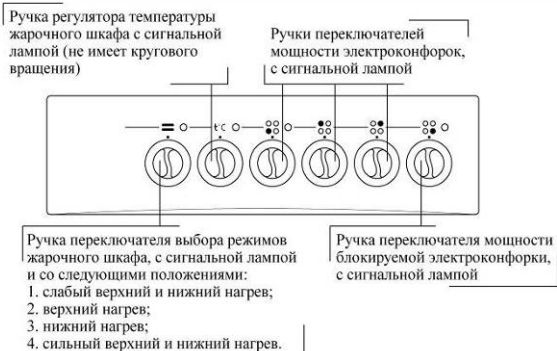 Ручка регулятора температуры
жарочного шкафа с сигнальной
лампой (не имеет кругового
вращения)
Ручки переключателей
мощности электроконфорок,
с сигнальной лампой
t°C
Ручка переключателя выбора режимов
жарочного шкафа, с сигнальной лампой
и со следующими положениями:
1. слабый верхний и нижний нагрев;
2. верхний нагрев;
3. нижний нагрев;
4. сильный верхний и нижний нагрев.
Ручка переключателя мощности
блокируемой электроконфорки,
с сигнальной лампой